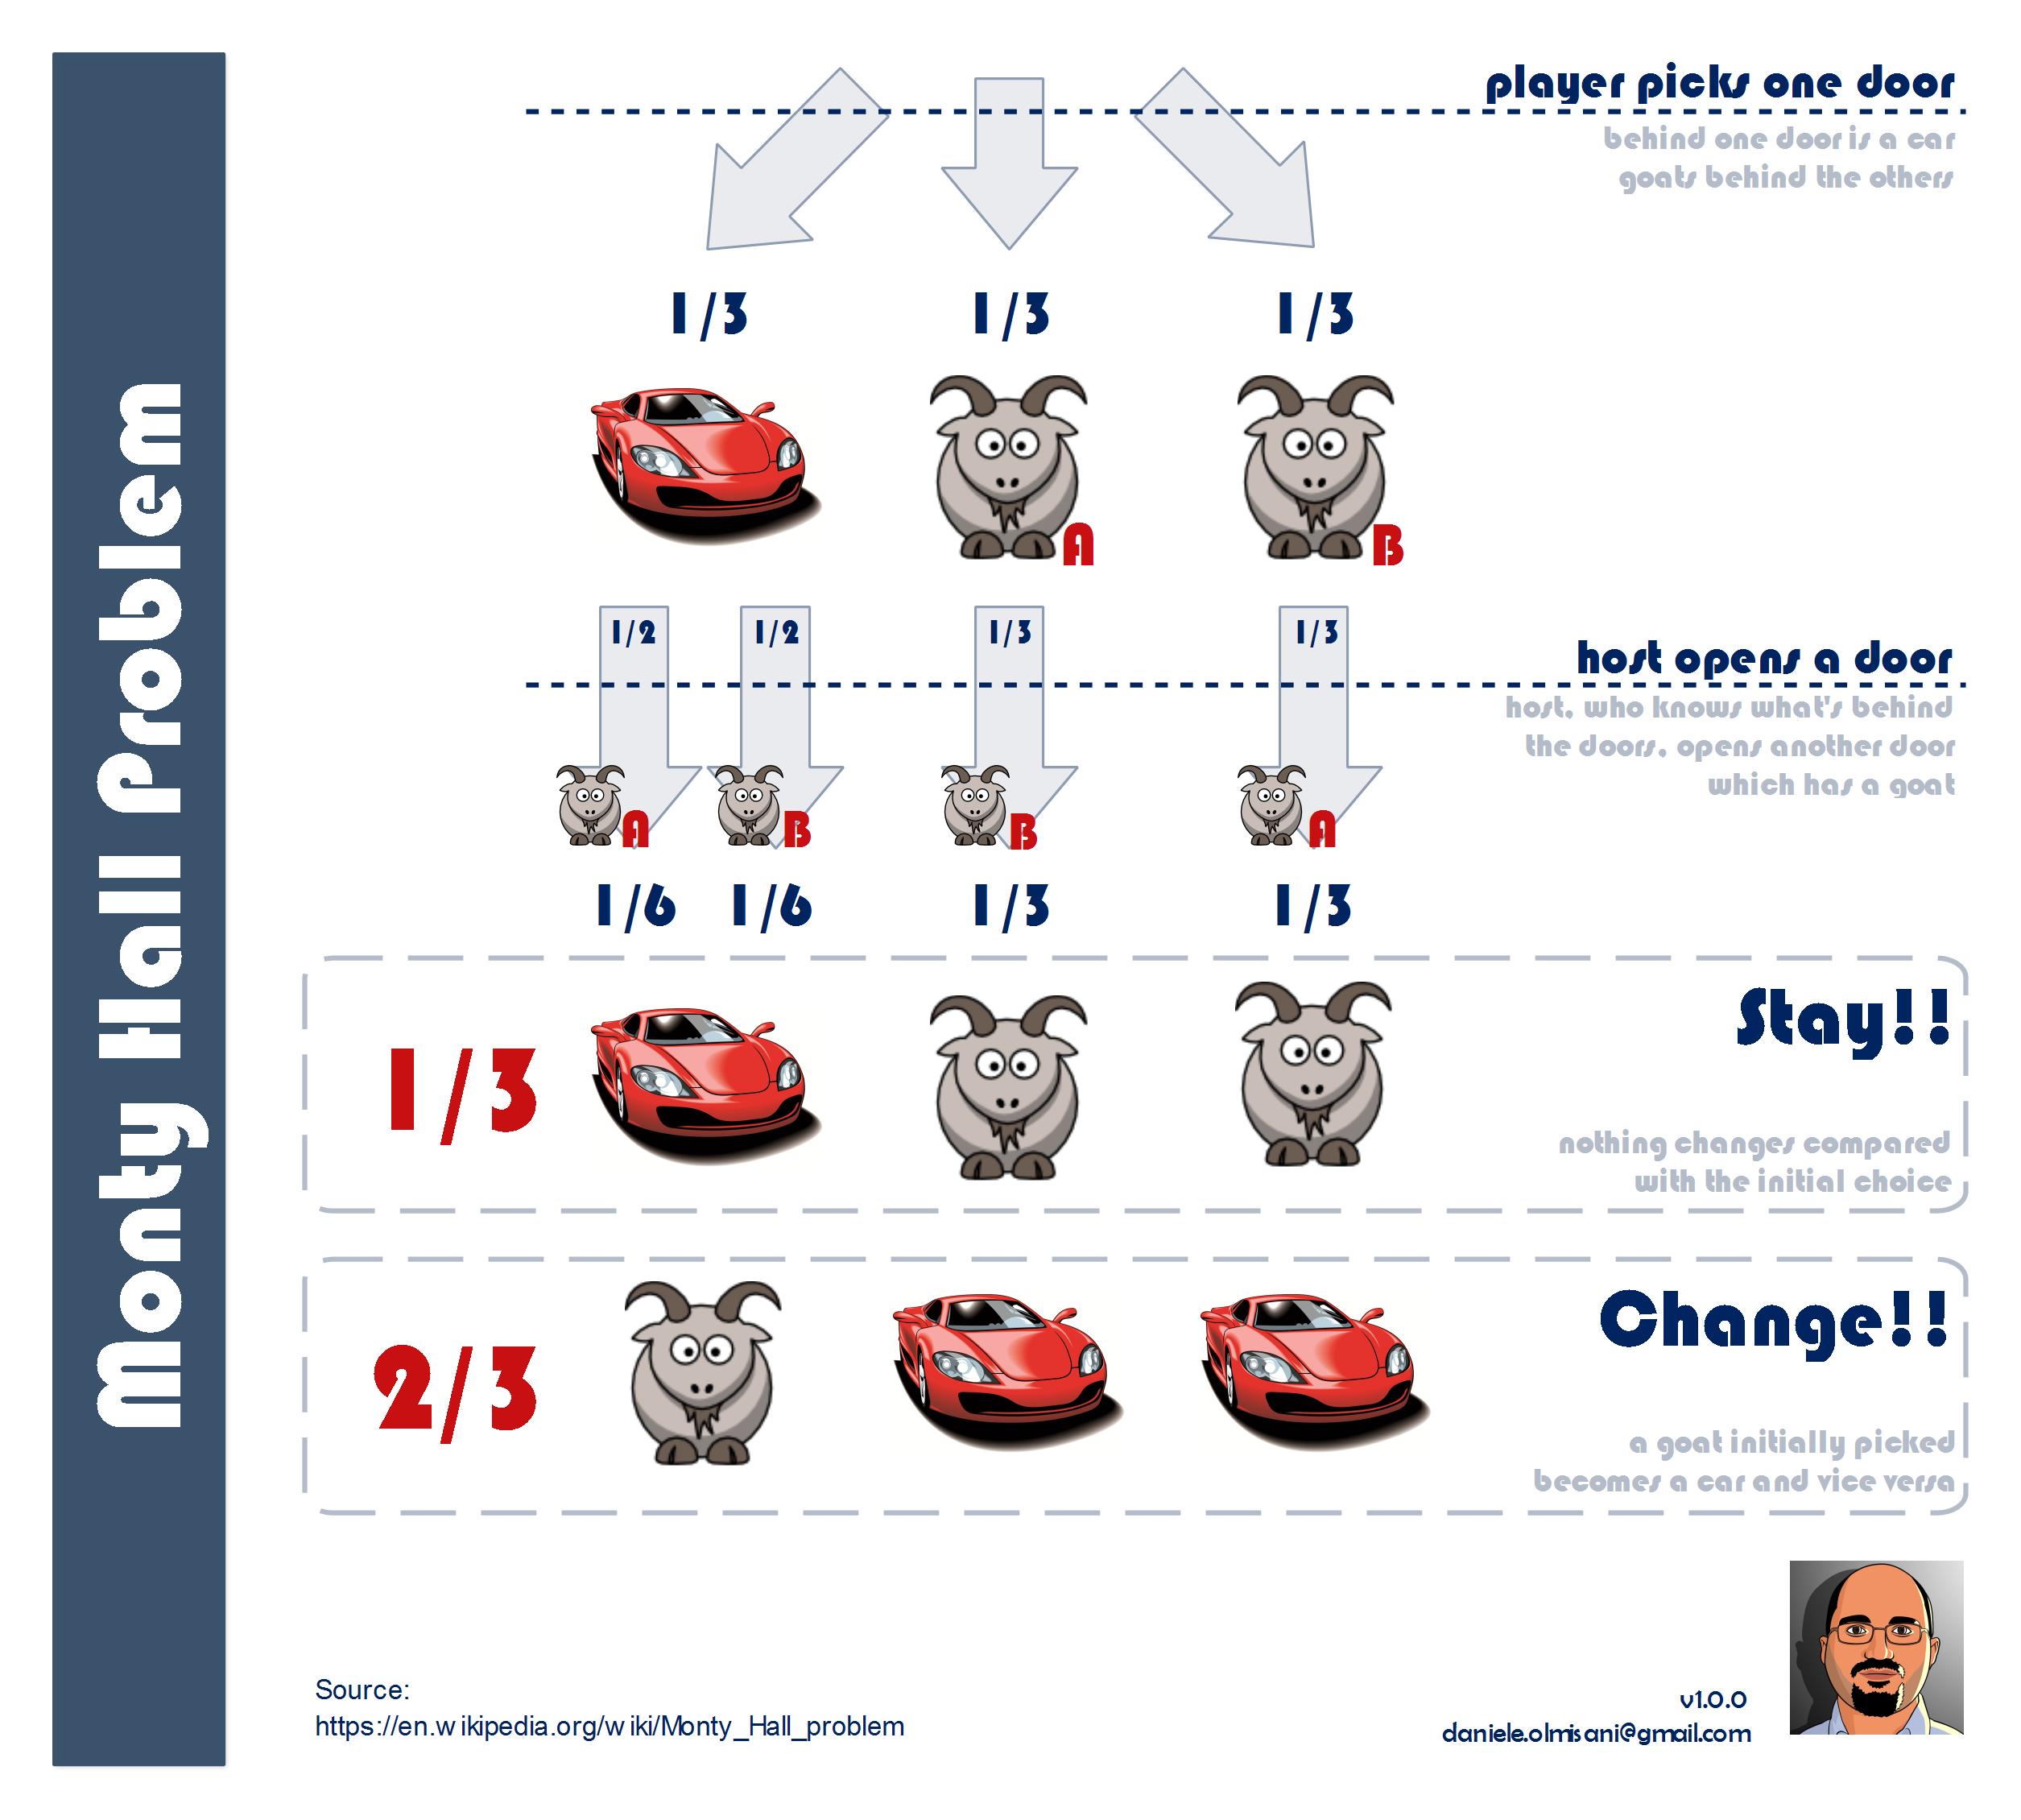 Monty Hall Problem
player picks one door
behind one door is a car
goats behind the others
1/3 1/3 1/3
A B
1/2 1/2 1/3 1/3
host opens a door
host, who knows what's behind
the doors, opens another door
which has a goat
A B B A
1/6 1/6 1/3 1/3
Stay!!
1/3
nothing changes compared
with the initial choice
Change!!
2/3
a goat initially picked
becomes a car and vice versa
Source:
https://en.wikipedia.org/wiki/Monty_Hall_problem
v1.0.0
daniele.olmisani@gmail.com